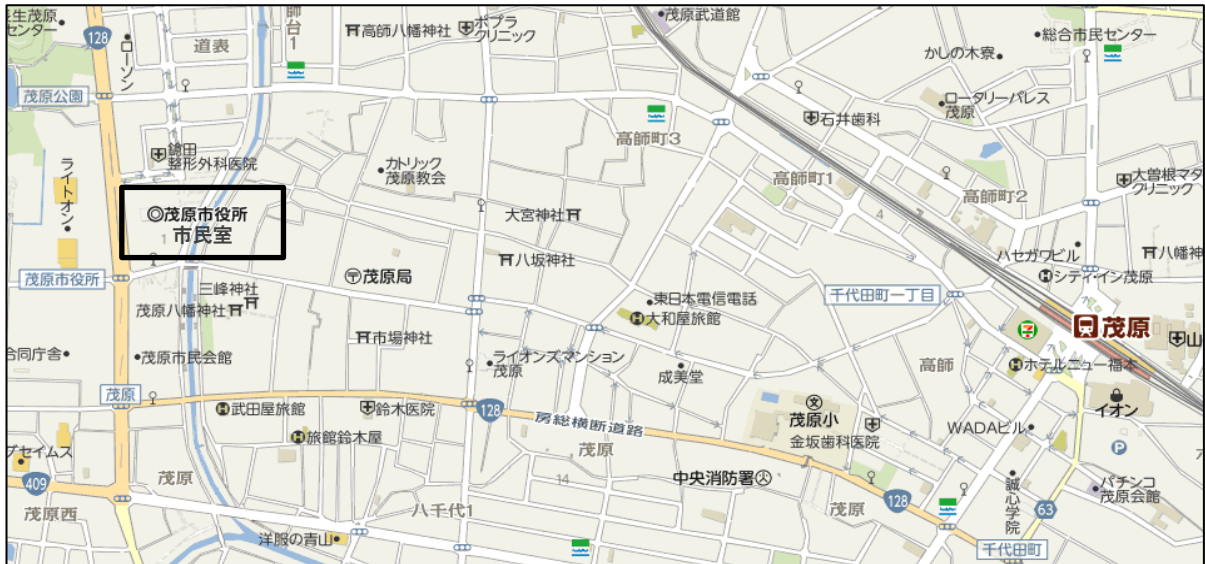 生茂原
センター
128
ローソン
道表
高師台1
高師八幡神社
ポプラ
クリニック
茂原武道館
総合市民センター
かしの木寮
ロータリーパレス
茂原
茂原公園
石井歯科
高師町3
鎗田
整形外科医院
カトリック
茂原教会
高師町1
高師町2
大曽根マタ
クリニック
ライトオン
◎茂原市役所
市民室
1
大宮神社
4
7
八坂神社
ハセガワビル
八幡神
シティ・イン茂原
茂原市役所
茂原局
三峰神社
茂原八幡神社
東日本電信電話
大和屋旅館
千代田町一丁目
茂原
市場神社
合同庁舎
茂原市民会館
ライオンズマンション
茂原
成美堂
高師
ホテルニュー福本
山
茂原
武田屋旅館
鈴木医院
128
房総横断道路
文
茂原小
金坂歯科医院
イオン
WADAビル
P
旅館鈴木屋
プセイムス
409
茂原
茂原
14
中央消防署
茂原
128
誠心学院
63
パチンコ
茂原会館
茂原西
八千代1
洋服の青山
千代田町